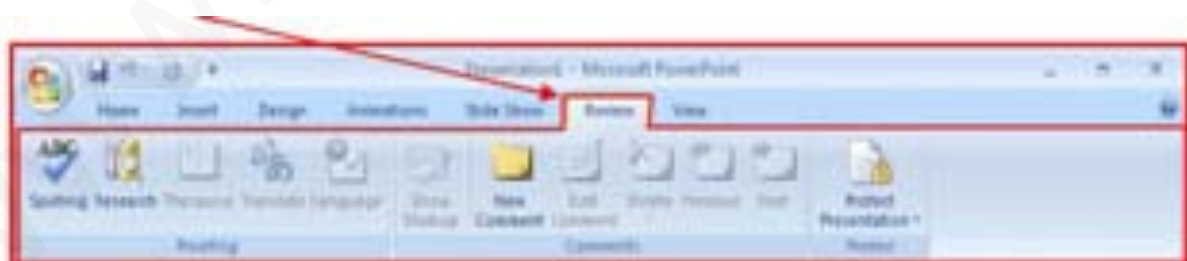 Presentation1 - Microsoft PowerPoint
Home Insert Design Animations Slide Show Review View
ABC
Spelling Research Thesaurus Translate Language Show Markup New Comment Edit Comment Delete Previous Next Protect Presentation
Proofing Comments Protect